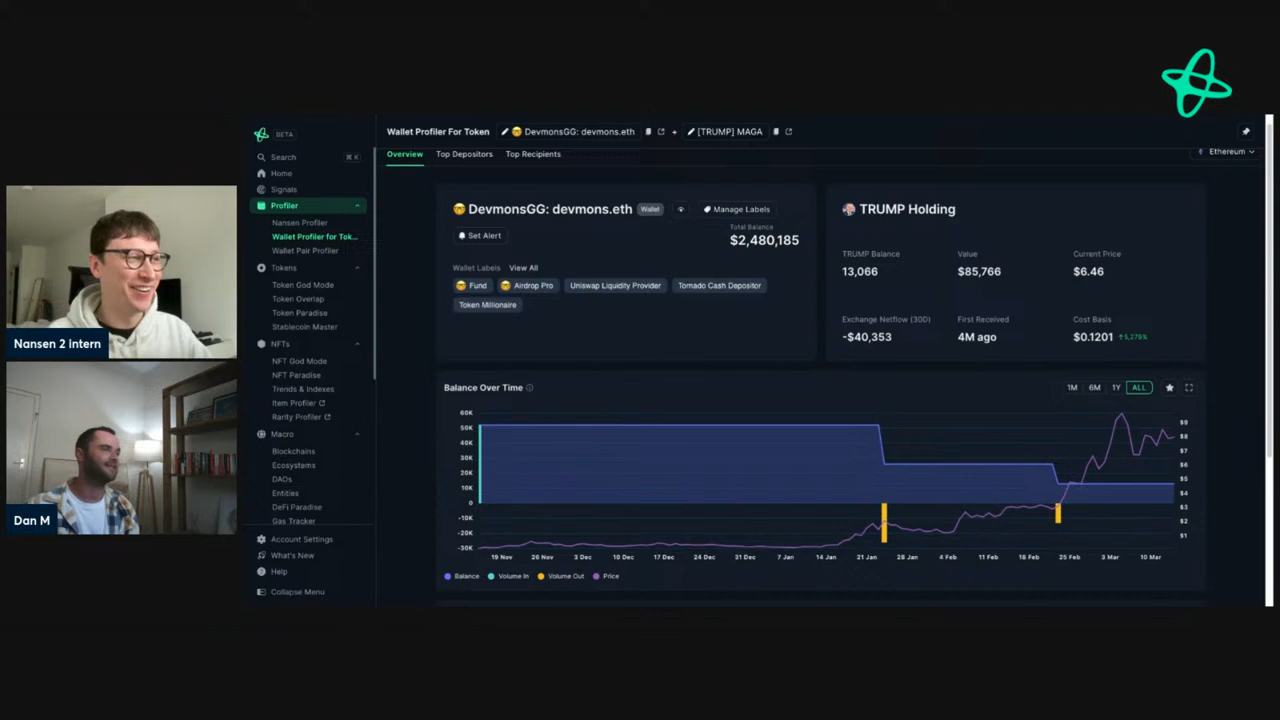 BETA
Search
⌘ K
Home
Signals
Profiler
Nansen Profiler
Wallet Profiler for Tok...
Wallet Pair Profiler
Tokens
Token God Mode
Token Overlap
Token Paradise
Stablecoin Master
NFTs
NFT God Mode
NFT Paradise
Trends & Indexes
Item Profiler
Rarity Profiler
Macro
Blockchains
Ecosystems
DAOs
Entities
DeFi Paradise
Gas Tracker
Account Settings
What's New
Help
Collapse Menu
Nansen 2 Intern
Dan M
Wallet Profiler For Token DevmonsGG: devmons.eth + [TRUMP] MAGA
Overview Top Depositors Top Recipients Ethereum
DevmonsGG: devmons.eth Wallet Manage Labels
Set Alert
Total Balance
$2,480,185
Wallet Labels View All
Fund Airdrop Pro Uniswap Liquidity Provider Tornado Cash Depositor
Token Millionaire
TRUMP Holding
TRUMP Balance Value Current Price
13,066 $85,766 $6.46
Exchange Netflow (30D) First Received Cost Basis
-$40,353 4M ago $0.1201 ↑5,279%
Balance Over Time 1M 6M 1Y ALL
60K
50K
40K
30K
20K
10K
0
-10K
-20K
-30K
$9
$8
$7
$6
$5
$4
$3
$2
$1
19 Nov 26 Nov 3 Dec 10 Dec 17 Dec 24 Dec 31 Dec 7 Jan 14 Jan 21 Jan 28 Jan 4 Feb 11 Feb 18 Feb 25 Feb 3 Mar 10 Mar
Balance Volume In Volume Out Price